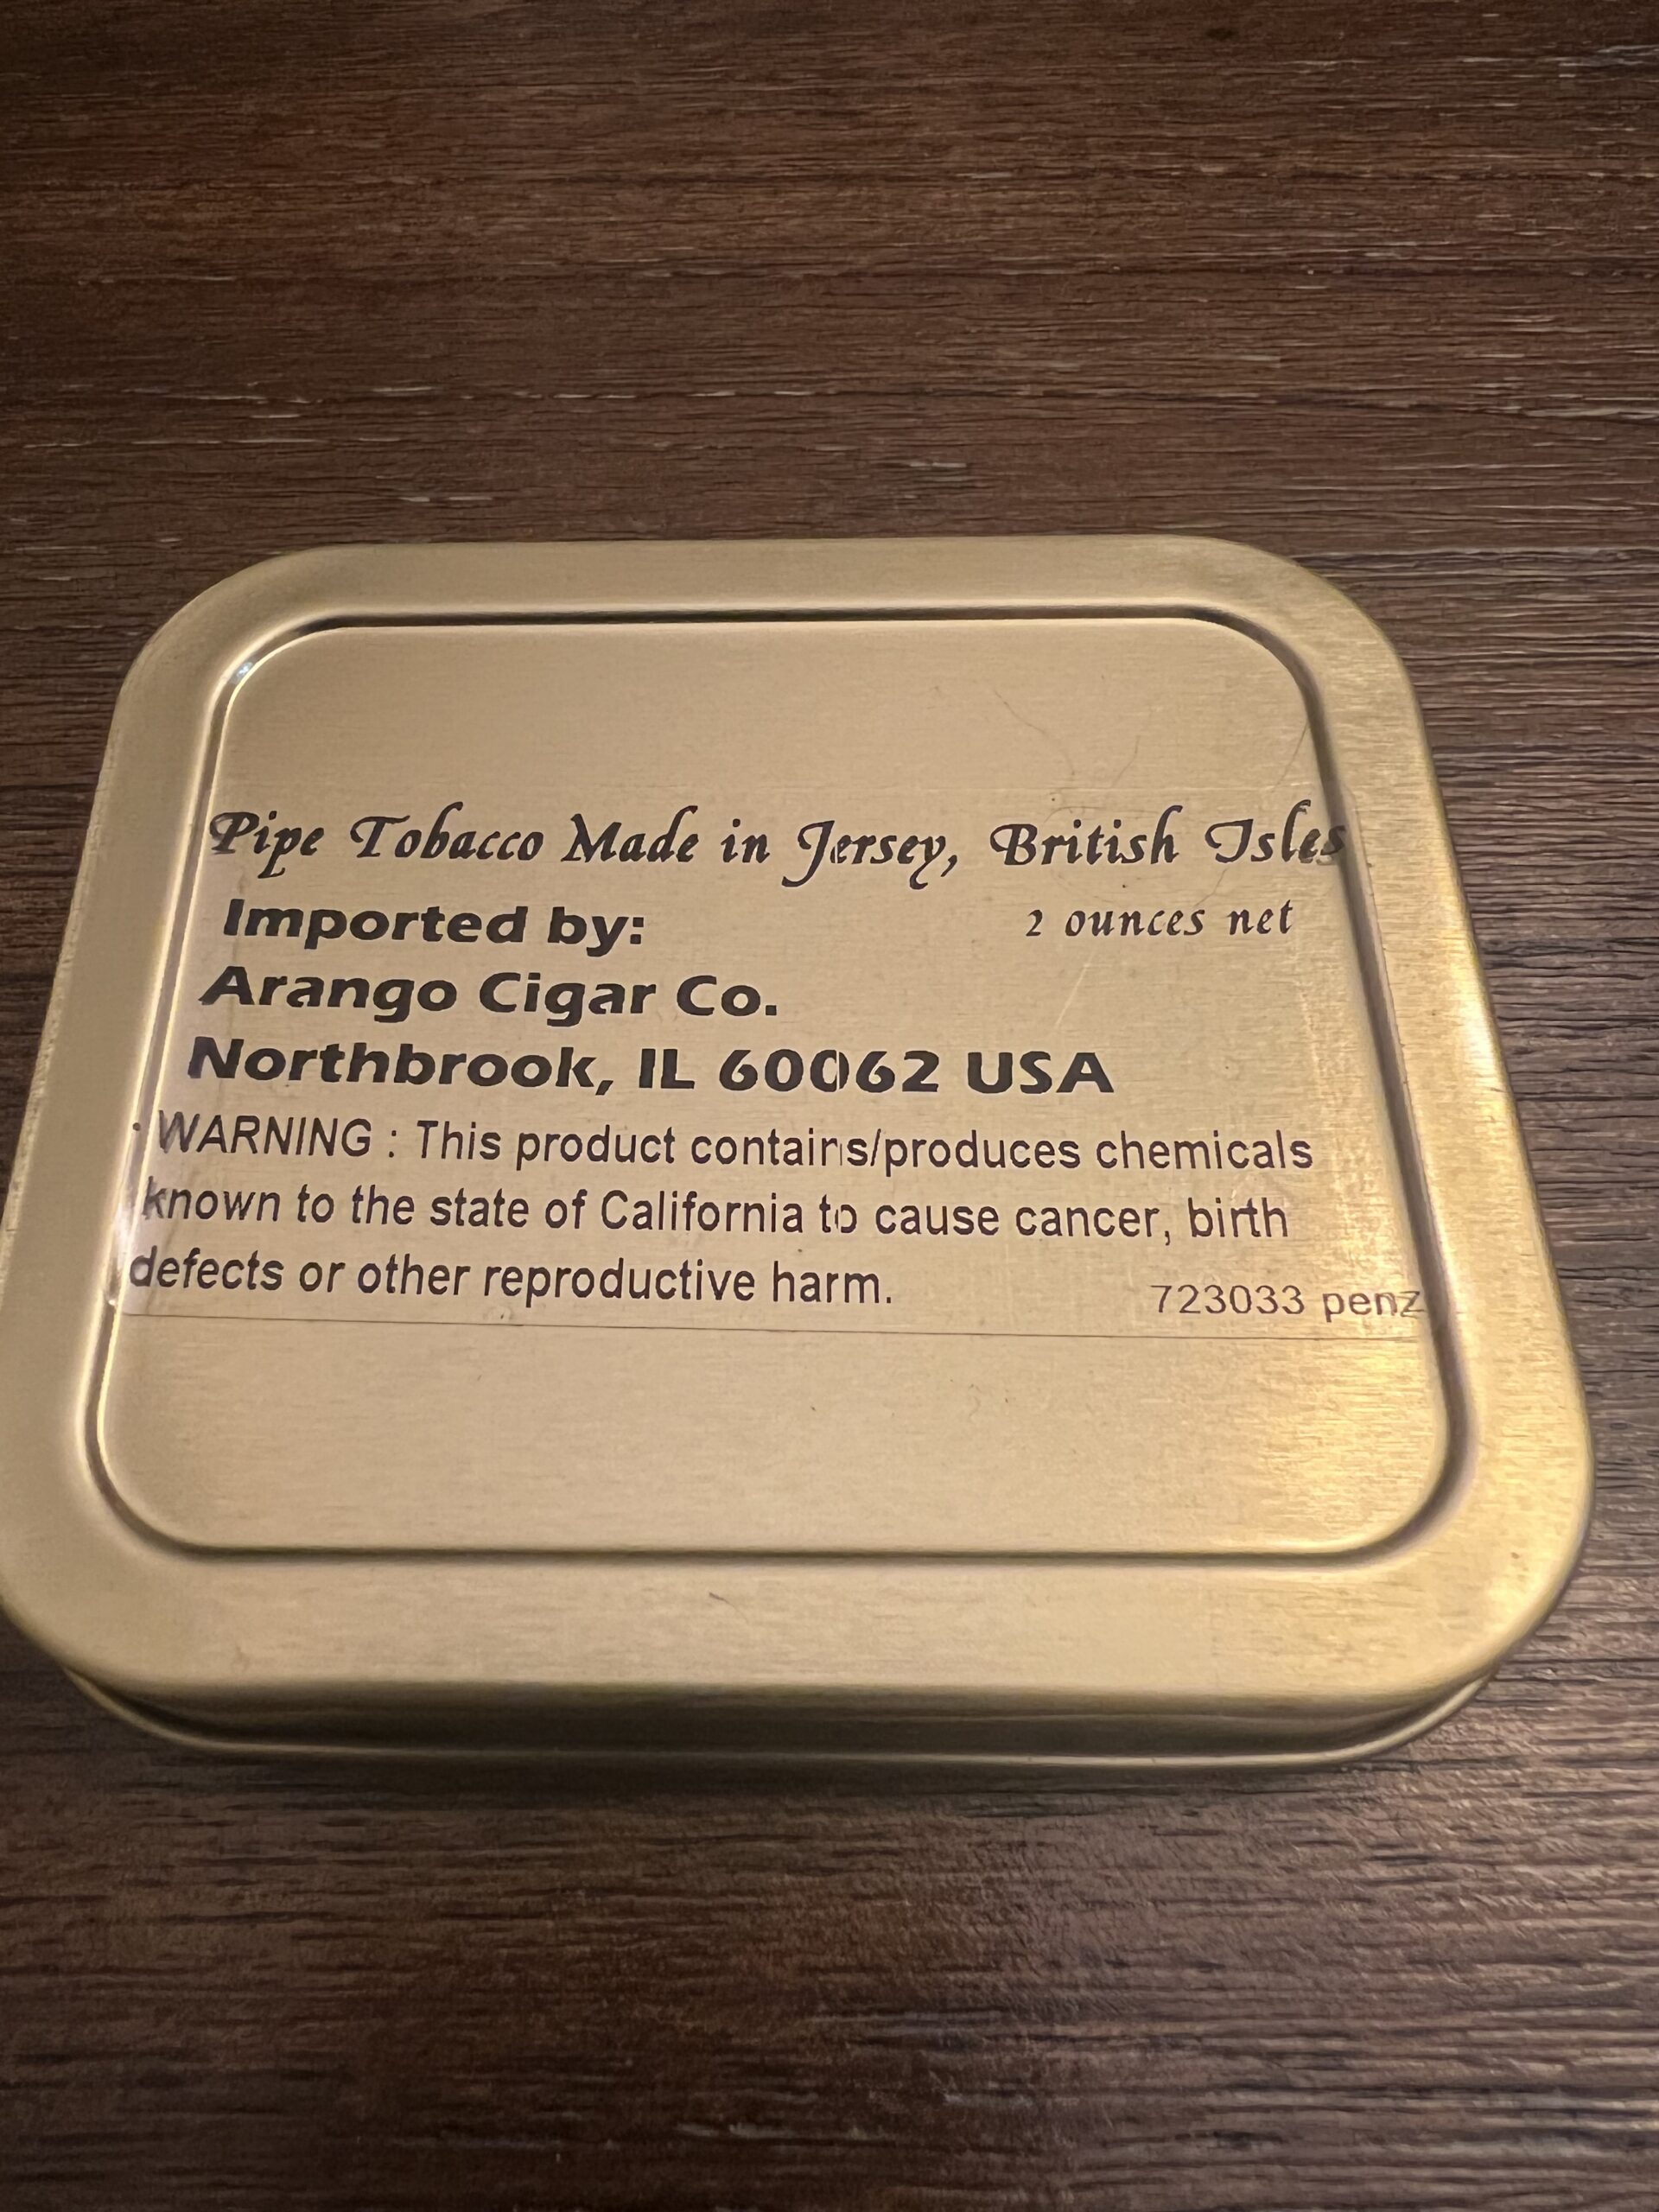 Pipe Tobacco Made in Jersey, British Isles
Imported by:
2 ounces net
Arango Cigar Co.
Northbrook, IL 60062 USA
WARNING : This product contains/produces chemicals
known to the state of California to cause cancer, birth
defects or other reproductive harm.
723033 penz